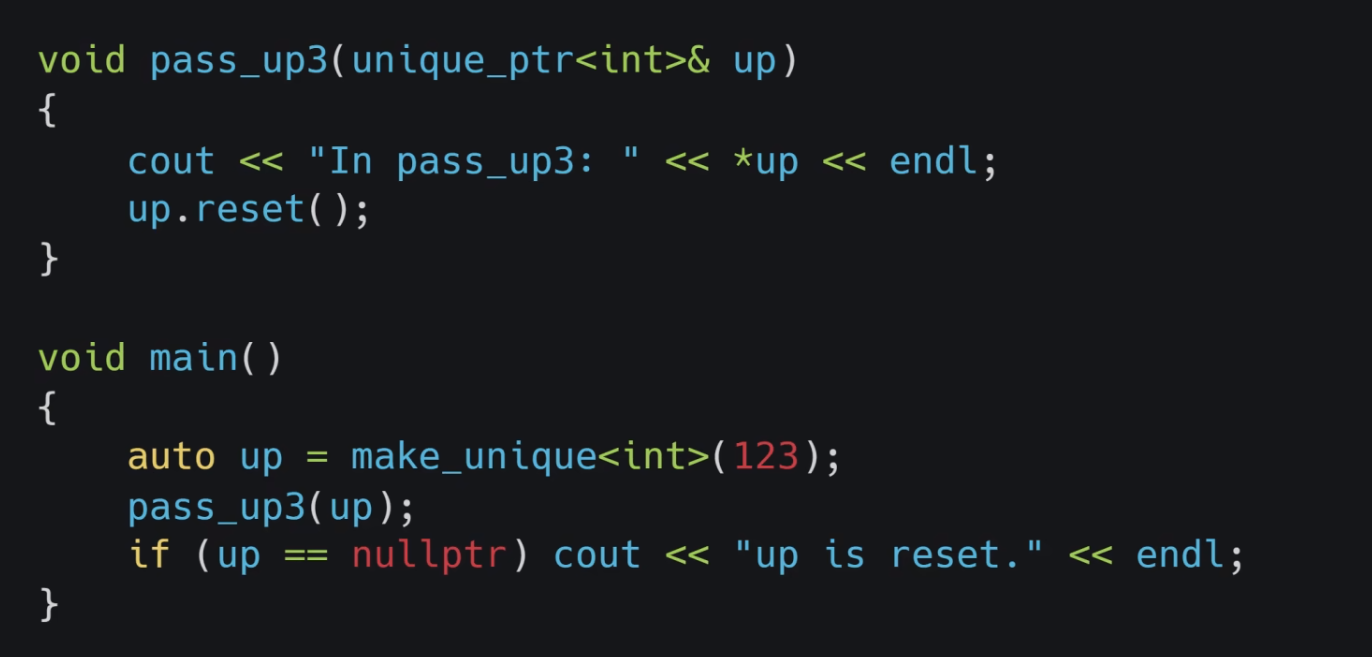 void pass_up3(unique_ptr<int>& up)
{
    cout << "In pass_up3: " << *up << endl;
    up.reset();
}

void main()
{
    auto up = make_unique<int>(123);
    pass_up3(up);
    if (up == nullptr) cout << "up is reset." << endl;
}